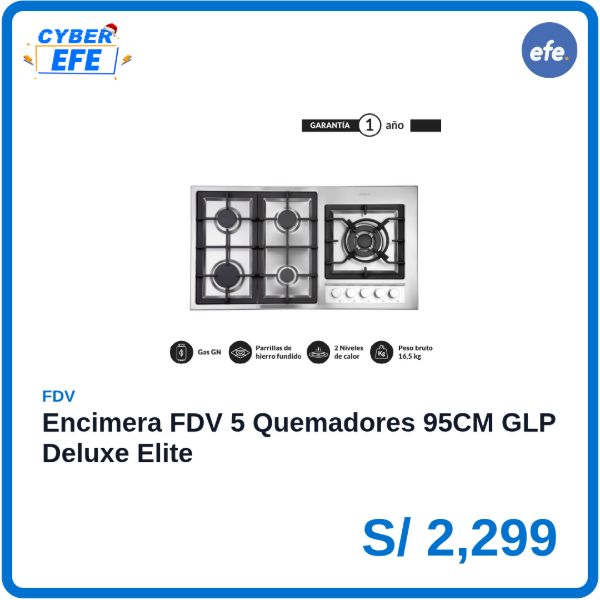 CYBER
EFE
efe.
GARANTÍA 1 año
Gas GN
Parrillas de
hierro fundido
2 Niveles
de calor
Kg
Peso bruto
16,5 kg
FDV
Encimera FDV 5 Quemadores 95CM GLP
Deluxe Elite
S/ 2,299